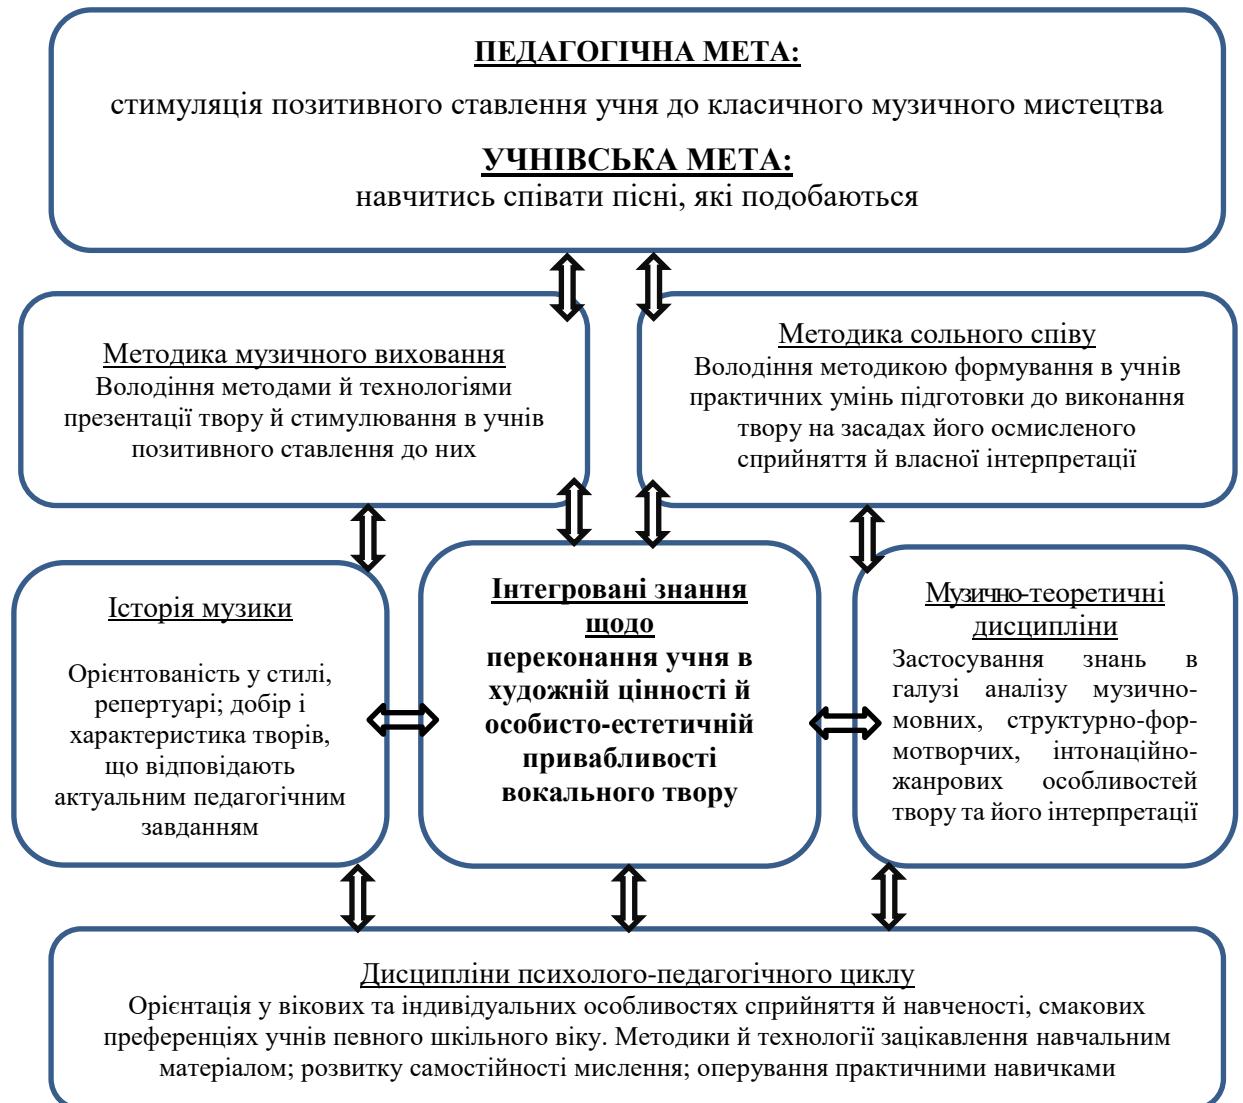 ПЕДАГОГІЧНА МЕТА:
стимуляція позитивного ставлення учня до класичного музичного мистецтва
УЧНІВСЬКА МЕТА:
навчитись співати пісні, які подобаються
Методика музичного виховання
Володіння методами й технологіями
презентації твору й стимулювання в учнів
позитивного ставлення до них
Методика сольного співу
Володіння методикою формування в учнів
практичних умінь підготовки до виконання
твору на засадах його осмисленого
сприйняття й власної інтерпретації
Історія музики
Орієнтованість у стилі,
репертуарі; добір і
характеристика творів,
що відповідають
актуальним педагогічним
завданням
Інтегровані знання
щодо
переконання учня в
художній цінності й
особисто-естетичній
привабливості
вокального твору
Музично-теоретичні
дисципліни
Застосування знань в
галузі аналізу музично-
мовних, структурно-фор-
мотворчих, інтонаційно-
жанрових особливостей
твору та його інтерпретації
Дисципліни психолого-педагогічного циклу
Орієнтація у вікових та індивідуальних особливостях сприйняття й навченості, смакових
преференціях учнів певного шкільного віку. Методики й технології зацікавлення навчальним
матеріалом; розвитку самостійності мислення; оперування практичними навичками